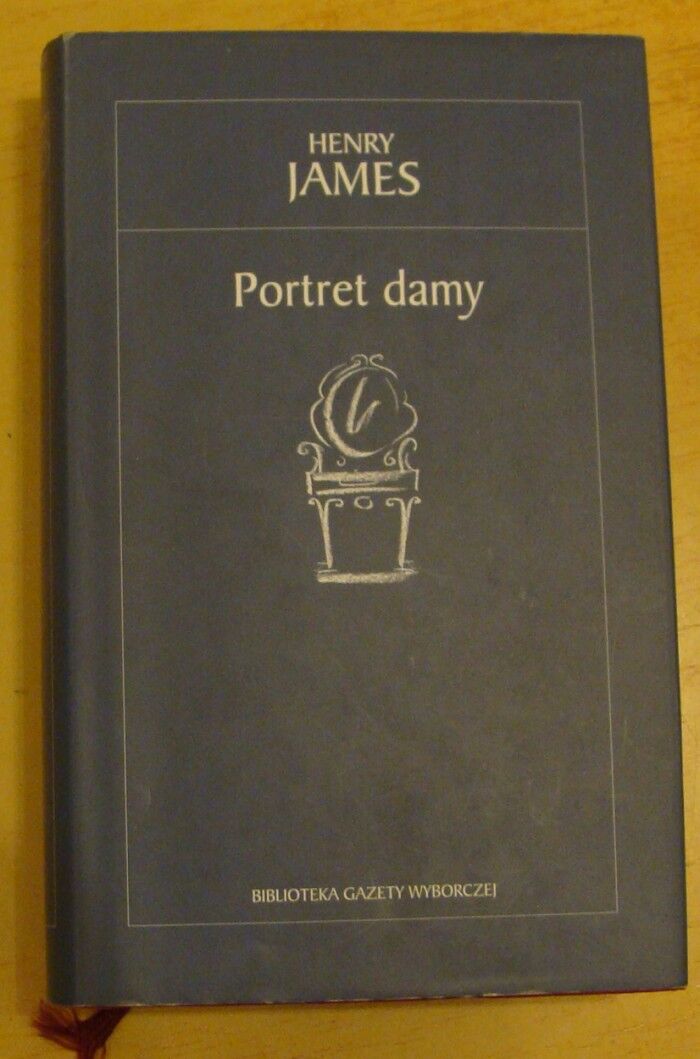 HENRY
JAMES
Portret damy
BIBLIOTEKA GAZETY WYBORCZEJ